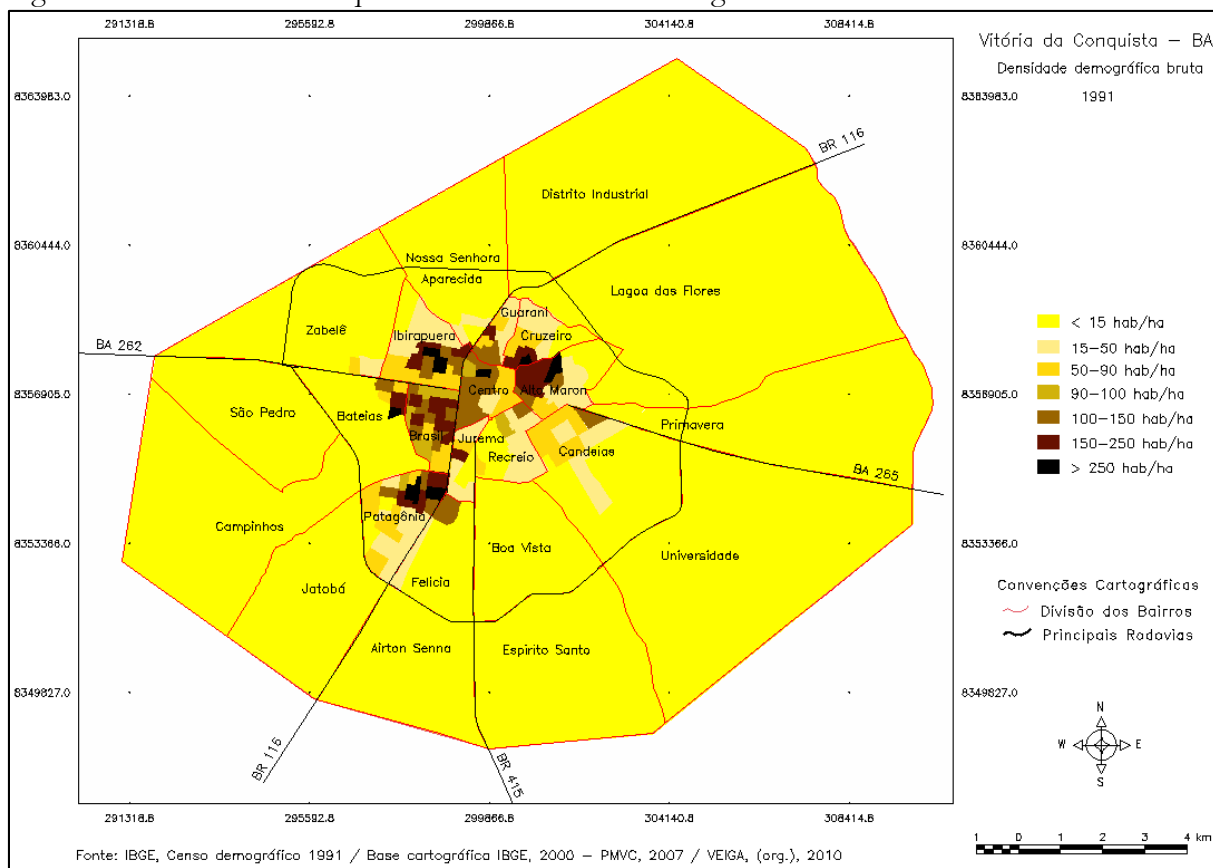 291318.8 295592.8 299866.8 304140.8 308414.8
Vitória da Conquista – BA
Densidade demográfica bruta
1991
8363983.0 8363983.0
BR 116
Distrito Industrial
8360444.0 8360444.0
Nossa Senhora
Aparecida
Lagoa das Flores
Guarani
Zabelê
Ibirapuera
Cruzeiro
BA 262
Centro
Alto Maron
8356905.0 8356905.0
São Pedro
Bateias
Brasil
Jurema
Recreio
Candeias
Primavera
BA 265
Patagônia
Campinhos
8353366.0 8353366.0
Boa Vista
Universidade
Jatobá
Felicia
Airton Senna
Espirito Santo
8349827.0 8349827.0
BR 116
BR 415
< 15 hab/ha
15–50 hab/ha
50–90 hab/ha
90–100 hab/ha
100–150 hab/ha
150–250 hab/ha
> 250 hab/ha
Convenções Cartográficas
Divisão dos Bairros
Principais Rodovias
N
W E
S
291318.8 295592.8 299866.8 304140.8 308414.8
1 0 1 2 3 4 km
Fonte: IBGE, Censo demográfico 1991 / Base cartográfica IBGE, 2000 – PMVC, 2007 / VEIGA, (org.), 2010